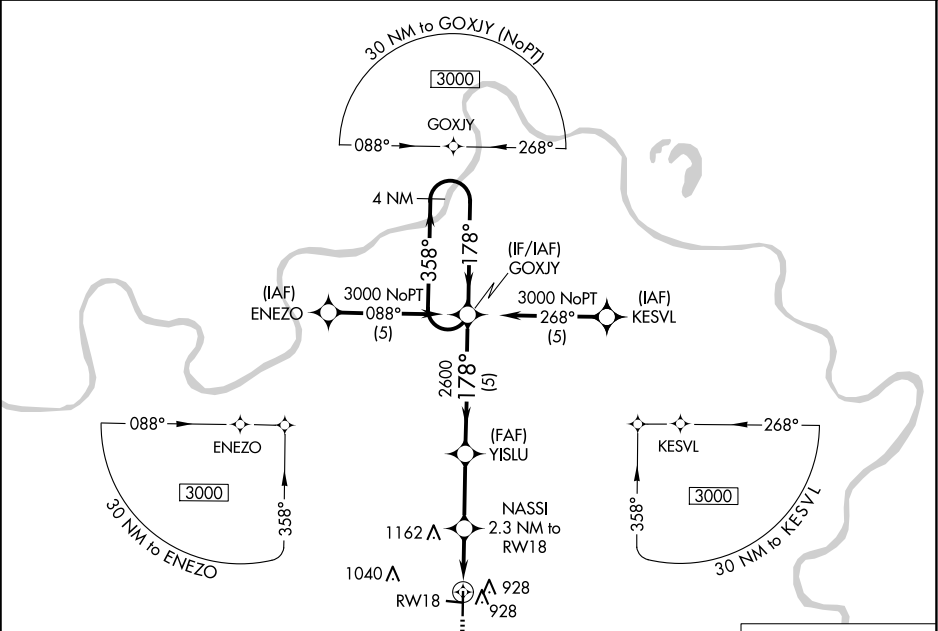 30 NM to GOXJY (NoPT)
3000
GOXJY
088°
268°
4 NM
358°
178°
(IF/IAF)
GOXJY
(IAF)
ENEZO
3000 NoPT
088°
(5)
3000 NoPT
268°
(5)
(IAF)
KESVL
2600
178°
(5)
088°
ENEZO
3000
358°
30 NM to ENEZO
(FAF)
YISLU
268°
KESVL
3000
358°
30 NM to KESVL
NASSI
2.3 NM to
RW18
1162
1040
RW18
928
928